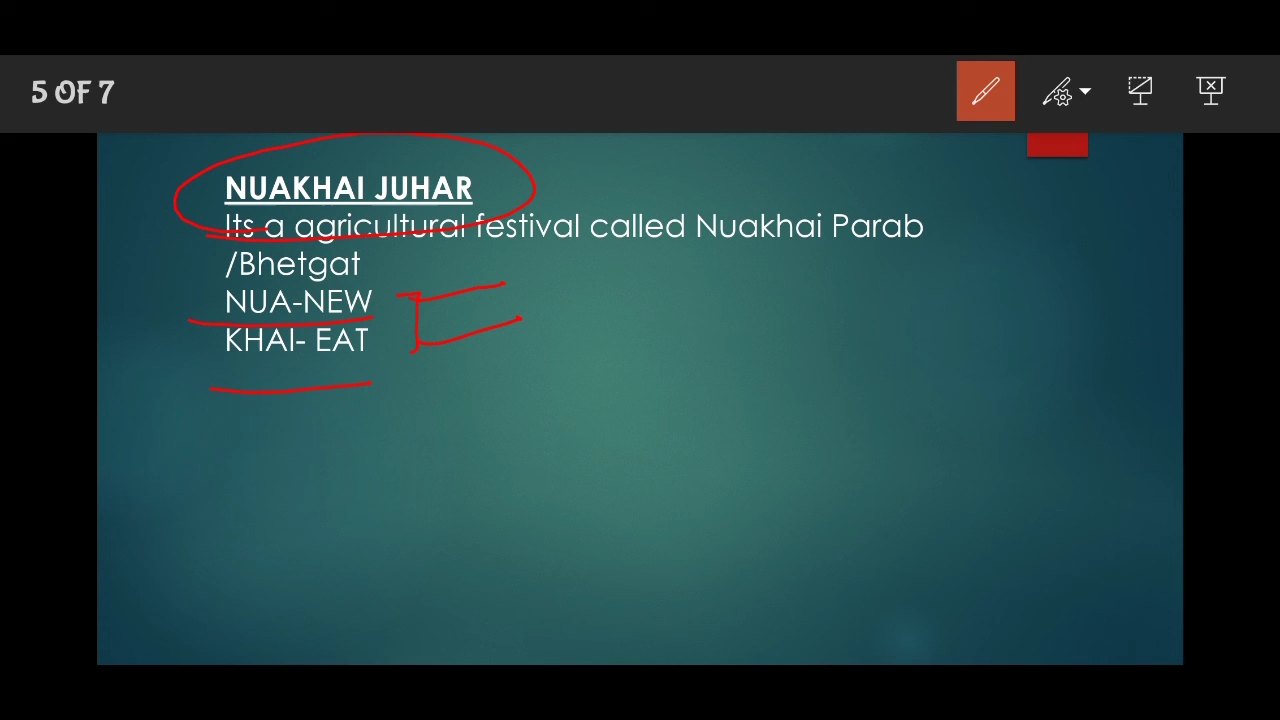 5 OF 7
NUAKHAI JUHAR
Its a agricultural festival called Nuakhai Parab
/Bhetgat
NUA-NEW
KHAI- EAT